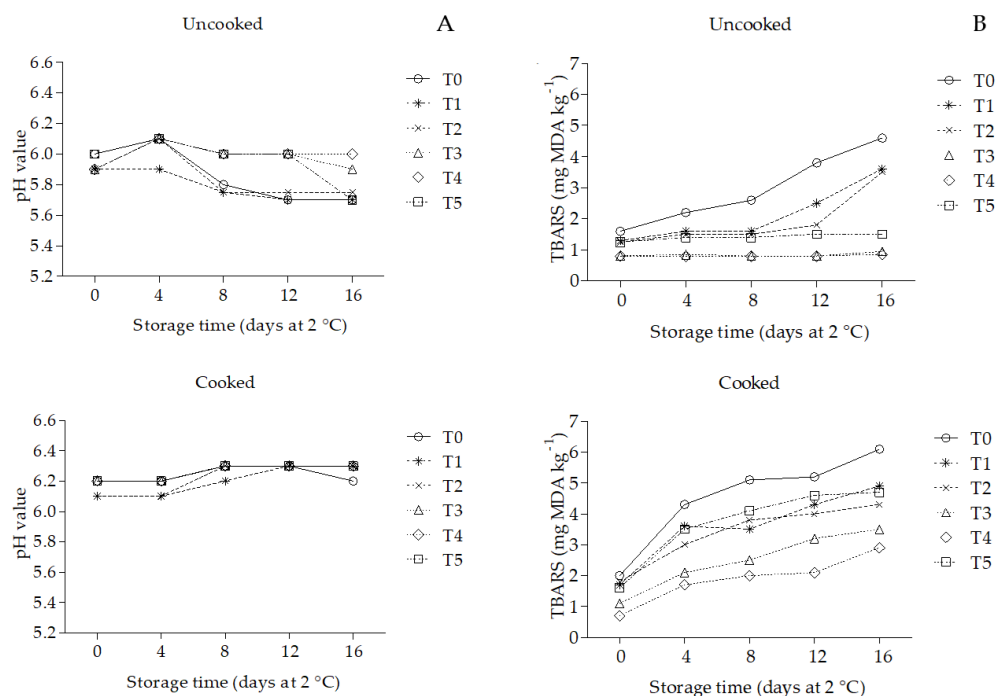 Uncooked
A
pH value
6.6
6.4
6.2
6.0
5.8
5.6
5.4
5.2
0 4 8 12 16
Storage time (days at 2 °C)
T0
T1
T2
T3
T4
T5
Uncooked
B
TBARS (mg MDA kg⁻¹)
7
6
5
4
3
2
1
0
0 4 8 12 16
Storage time (days at 2 °C)
T0
T1
T2
T3
T4
T5
Cooked
pH value
6.6
6.4
6.2
6.0
5.8
5.6
5.4
5.2
0 4 8 12 16
Storage time (days at 2 °C)
T0
T1
T2
T3
T4
T5
Cooked
TBARS (mg MDA kg⁻¹)
7
6
5
4
3
2
1
0
0 4 8 12 16
Storage time (days at 2 °C)
T0
T1
T2
T3
T4
T5